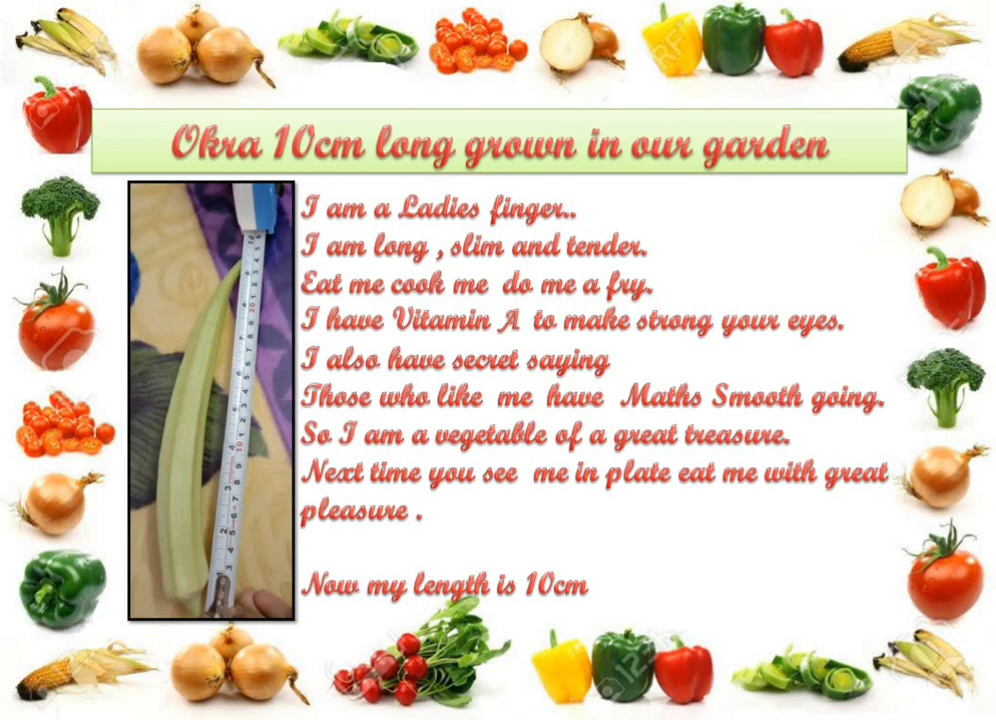 Okra 10cm long grown in our garden
I am a Ladies finger..
I am long , slim and tender.
Eat me cook me do me a fry.
I have Vitamin A to make strong your eyes.
I also have secret saying
Those who like me have Maths Smooth going.
So I am a vegetable of a great treasure.
Next time you see me in plate eat me with great
pleasure .
Now my length is 10cm